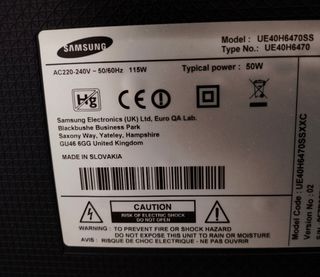 SAMSUNG
Model : UE40H6470SS
Type No.: UE40H6470
AC220-240V ~ 50/60Hz 115W
Typical power : 50W
Hg
CE
Samsung Electronics (UK) Ltd, Euro QA Lab.
Blackbushe Business Park
Saxony Way, Yateley, Hampshire
GU46 6GG United Kingdom
MADE IN SLOVAKIA
CAUTION
RISK OF ELECTRIC SHOCK
DO NOT OPEN
WARNING : TO PREVENT FIRE OR SHOCK HAZARD
DO NOT EXPOSE THIS UNIT TO RAIN OR MOISTURE
AVIS : RISQUE DE CHOC ELECTRIC-NE PAS OUVRIR
Model Code : UE40H6470SSXXC
Version No : 02